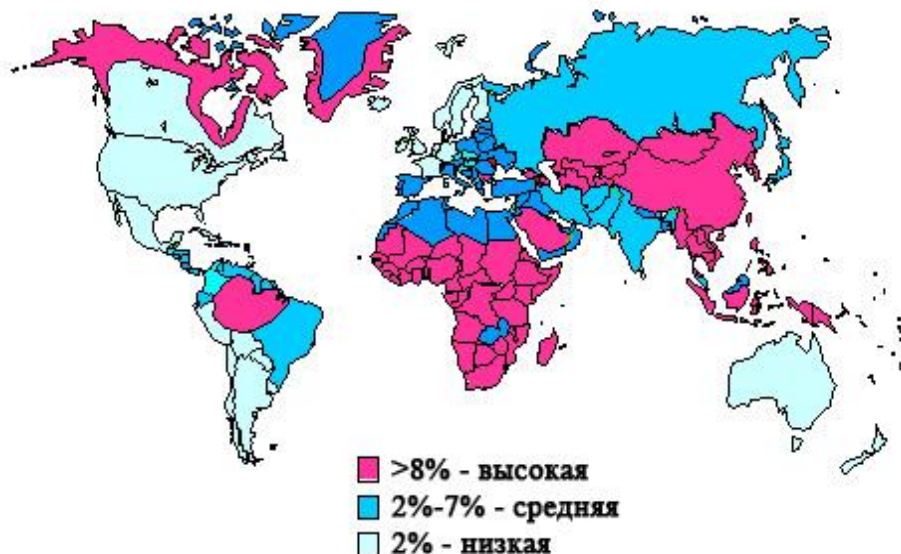 >8% - высокая
2%-7% - средняя
2% - низкая